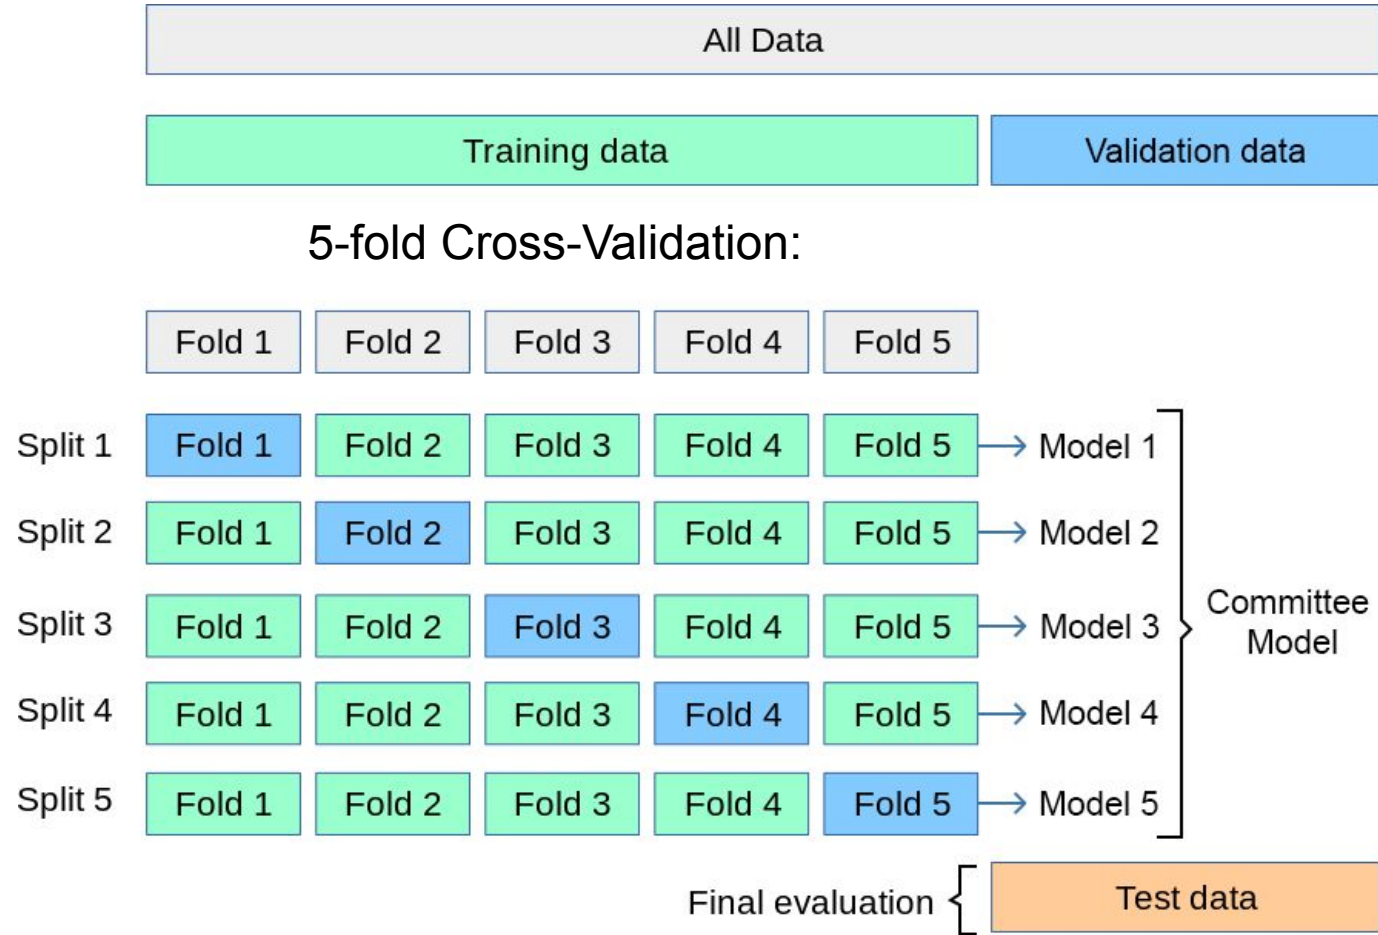 All Data
Training data Validation data
5-fold Cross-Validation:
Fold 1 Fold 2 Fold 3 Fold 4 Fold 5
Split 1 Fold 1 Fold 2 Fold 3 Fold 4 Fold 5 Model 1
Split 2 Fold 1 Fold 2 Fold 3 Fold 4 Fold 5 Model 2
Split 3 Fold 1 Fold 2 Fold 3 Fold 4 Fold 5 Model 3
Committee
Model
Split 4 Fold 1 Fold 2 Fold 3 Fold 4 Fold 5 Model 4
Split 5 Fold 1 Fold 2 Fold 3 Fold 4 Fold 5 Model 5
Final evaluation Test data